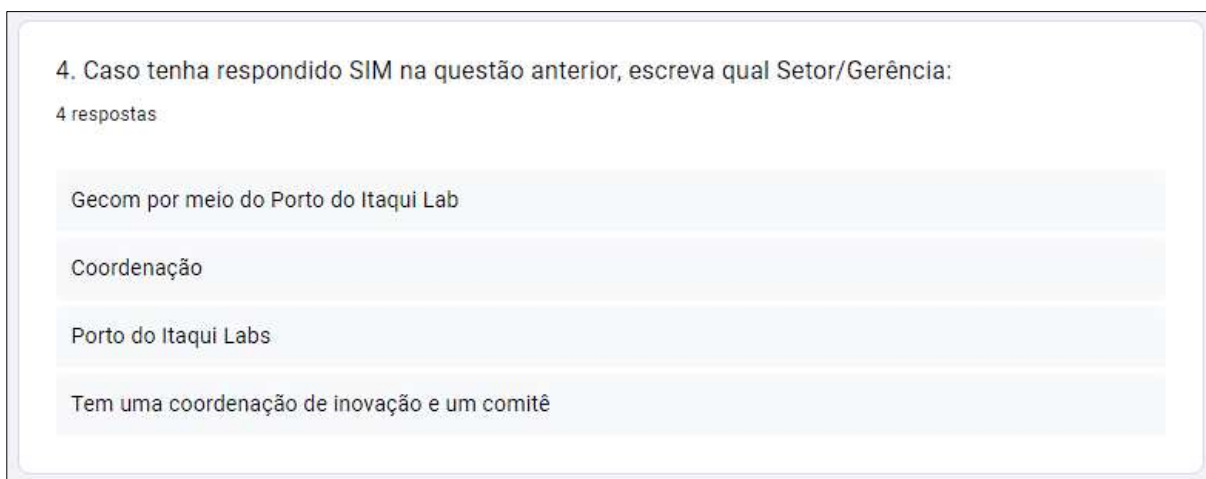 4. Caso tenha respondido SIM na questão anterior, escreva qual Setor/Gerência:
4 respostas
Gecom por meio do Porto do Itaqui Lab
Coordenação
Porto do Itaqui Labs
Tem uma coordenação de inovação e um comitê